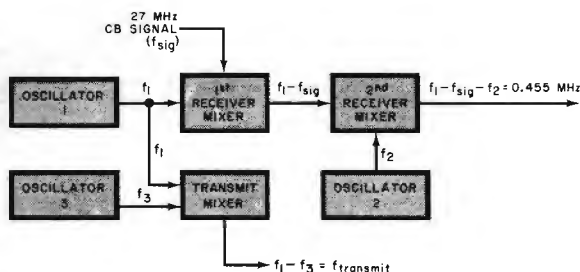 27 MHz
CB SIGNAL
(fsig)
OSCILLATOR
1
f1
1st
RECEIVER
MIXER
f1-fsig
2nd
RECEIVER
MIXER
f1-fsig-f2=0.455 MHz
f1
f2
OSCILLATOR
3
f3
TRANSMIT
MIXER
OSCILLATOR
2
f1-f3=ftransmit